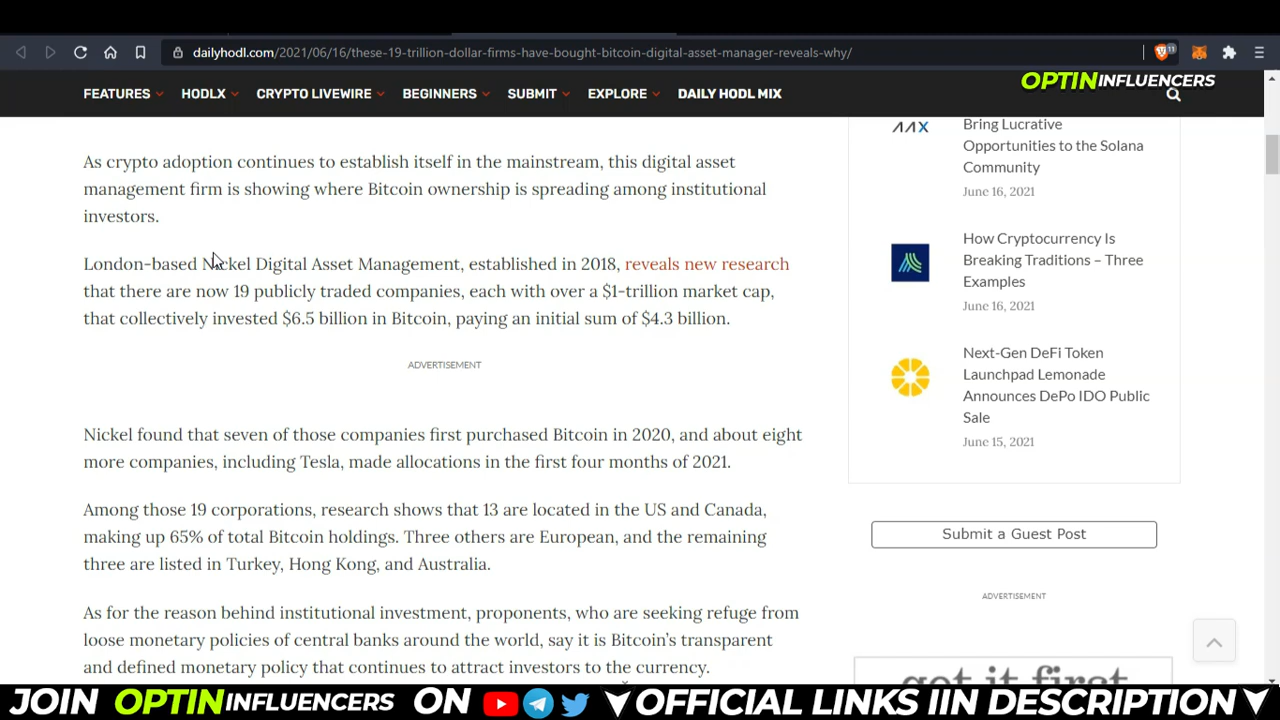 dailyhodl.com/2021/06/16/these-19-trillion-dollar-firms-have-bought-bitcoin-digital-asset-manager-reveals-why/
11
OPTIN INFLUENCERS
FEATURES HODLX CRYPTO LIVEWIRE BEGINNERS SUBMIT EXPLORE DAILY HODL MIX
As crypto adoption continues to establish itself in the mainstream, this digital asset
management firm is showing where Bitcoin ownership is spreading among institutional
investors.
London-based Nickel Digital Asset Management, established in 2018, reveals new research
that there are now 19 publicly traded companies, each with over a $1-trillion market cap,
that collectively invested $6.5 billion in Bitcoin, paying an initial sum of $4.3 billion.
ADVERTISEMENT
Nickel found that seven of those companies first purchased Bitcoin in 2020, and about eight
more companies, including Tesla, made allocations in the first four months of 2021.
Among those 19 corporations, research shows that 13 are located in the US and Canada,
making up 65% of total Bitcoin holdings. Three others are European, and the remaining
three are listed in Turkey, Hong Kong, and Australia.
As for the reason behind institutional investment, proponents, who are seeking refuge from
loose monetary policies of central banks around the world, say it is Bitcoin's transparent
and defined monetary policy that continues to attract investors to the currency.
AAX
Bring Lucrative
Opportunities to the Solana
Community
June 16, 2021
How Cryptocurrency Is
Breaking Traditions – Three
Examples
June 16, 2021
Next-Gen DeFi Token
Launchpad Lemonade
Announces DePo IDO Public
Sale
June 15, 2021
Submit a Guest Post
ADVERTISEMENT
got it first
JOIN OPTIN INFLUENCERS ON OFFICIAL LINKS IN DESCRIPTION